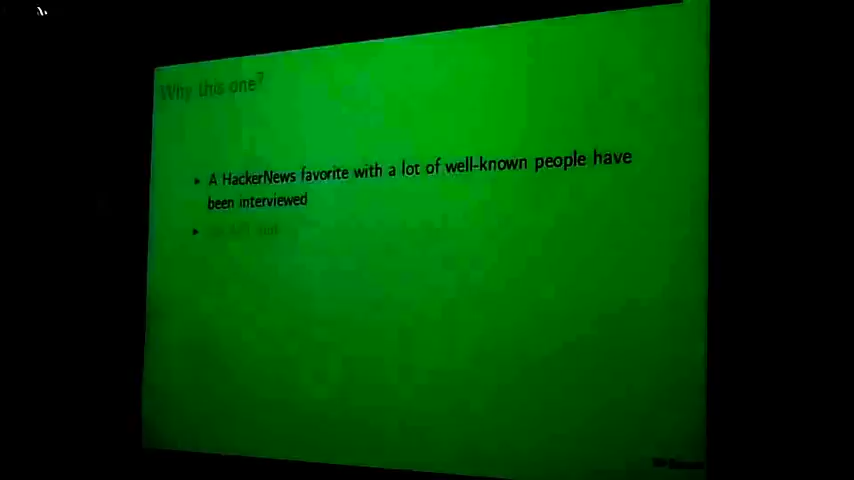 Why this one?
A HackerNews favorite with a lot of well-known people have
been interviewed